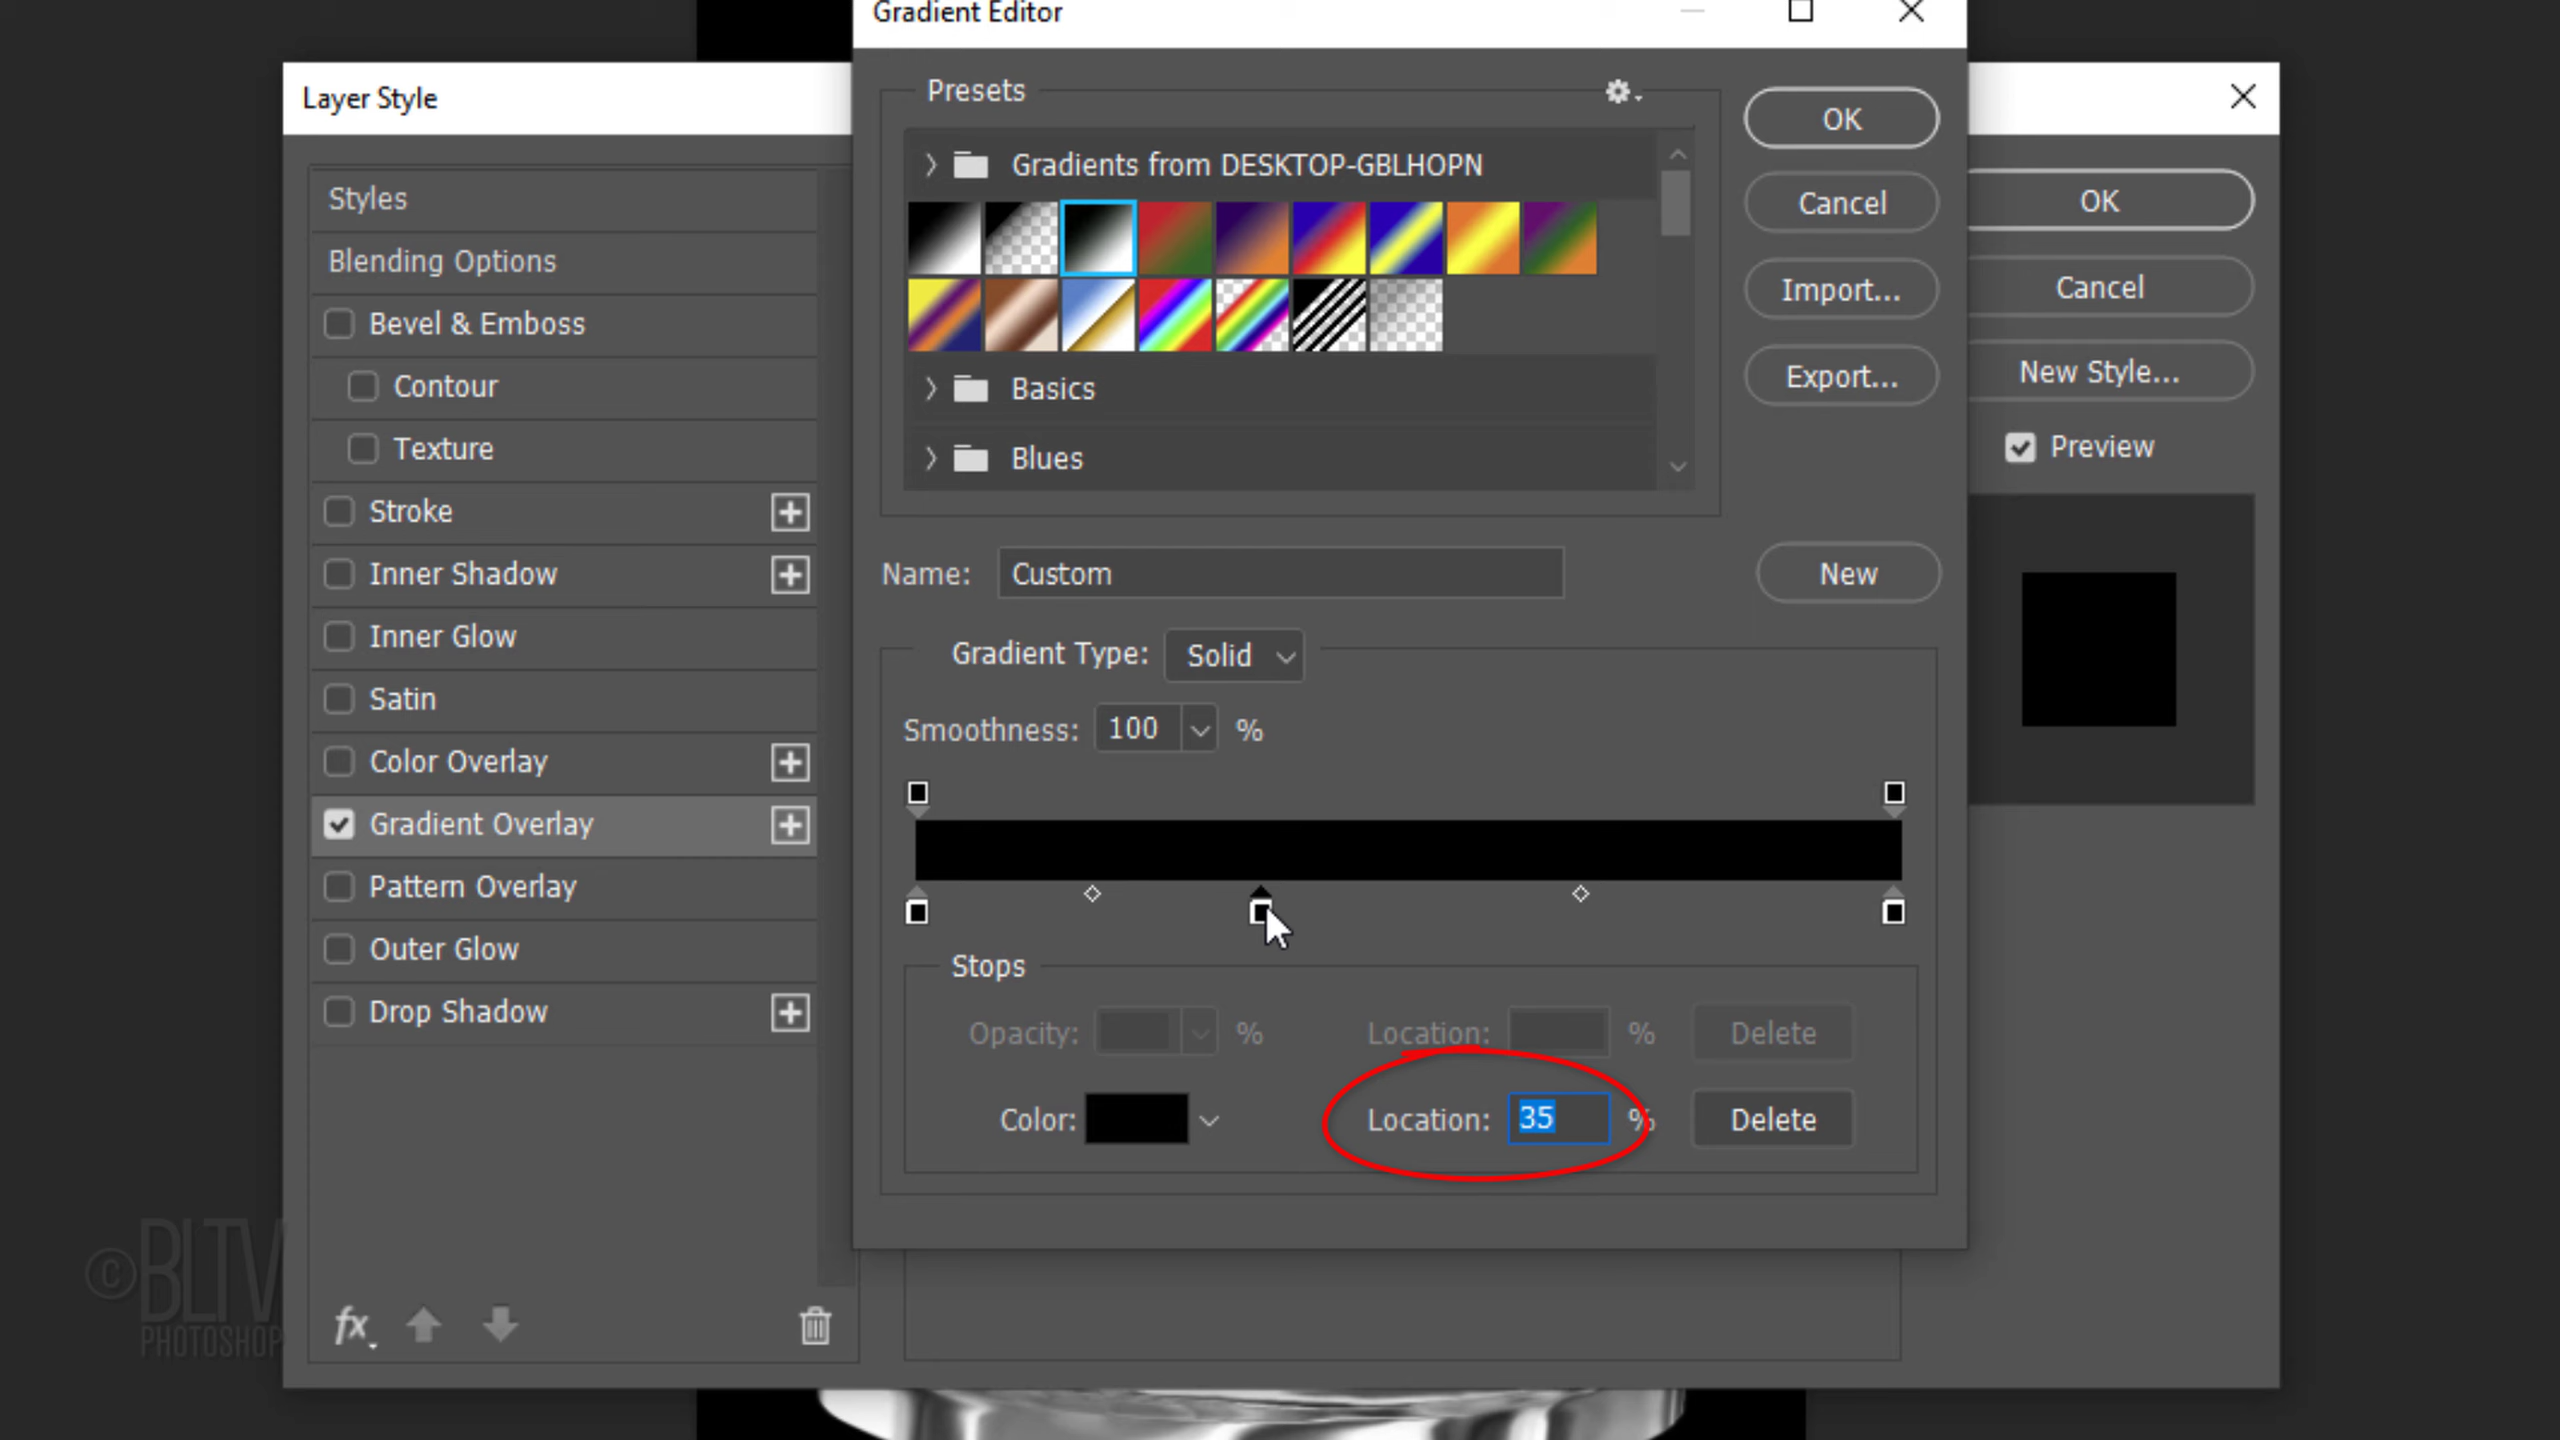 Gradient Editor
Layer Style
Styles
Blending Options
Bevel & Emboss
Contour
Texture
Stroke
Inner Shadow
Inner Glow
Satin
Color Overlay
Gradient Overlay
Pattern Overlay
Outer Glow
Drop Shadow
fx
Presets
Gradients from DESKTOP-GBLHOPN
Basics
Blues
OK
Cancel
Import...
Export...
Name: Custom
New
Gradient Type: Solid
Smoothness: 100 %
Stops
Opacity: % Location: % Delete
Color: Location: 35 % Delete
OK
Cancel
New Style...
Preview
©BLTV
PHOTOSHOP